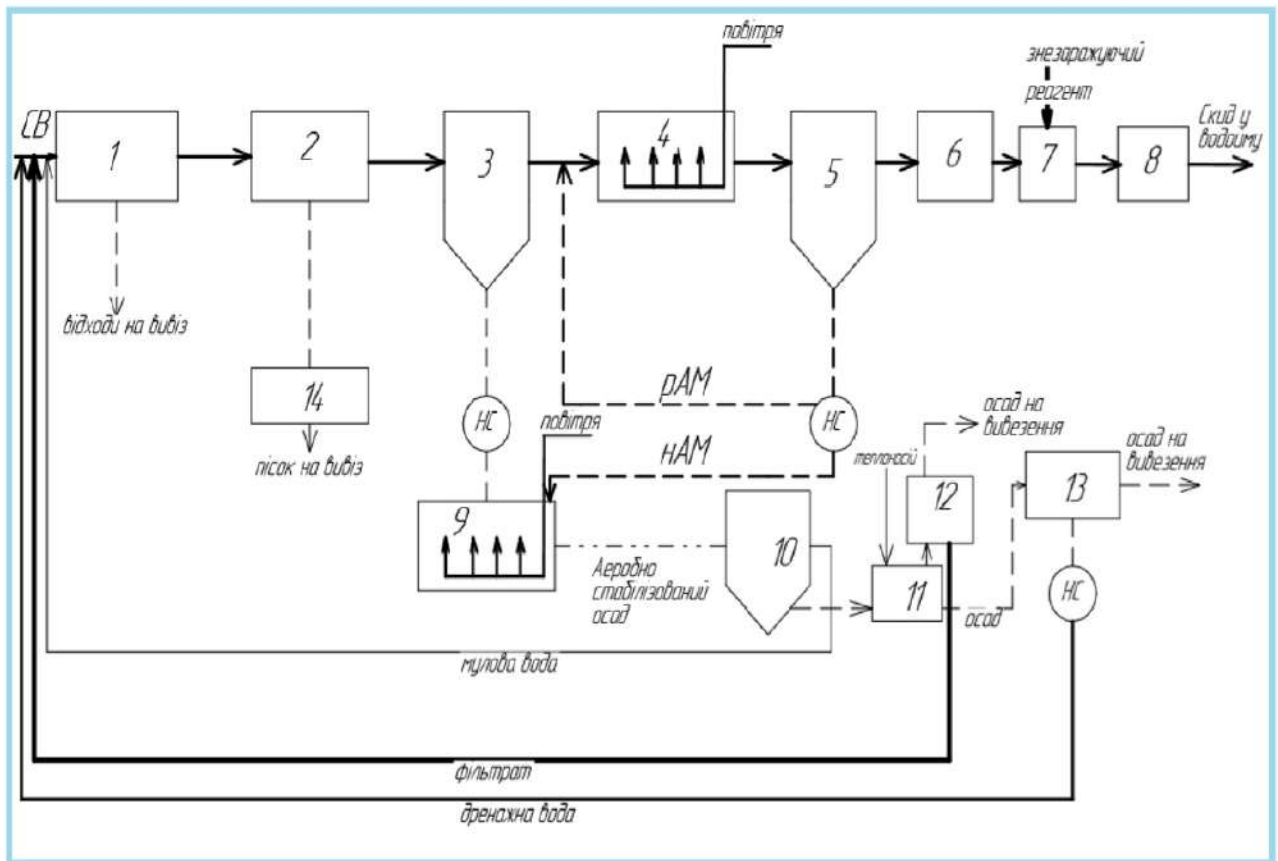 повітря
знезаражуючий
реагент
СВ
Скид у
водойму
1
2
3
4
5
6
7
8
відходи на вивіз
14
пісок на вивіз
НС
рАМ
НС
повітря
нАМ
осад на
вивезення
осад на
вивезення
теплоносій
12
13
9
10
Аеробно
стабілізований
осад
11
осад
НС
мулова вода
фільтрат
дренажна вода